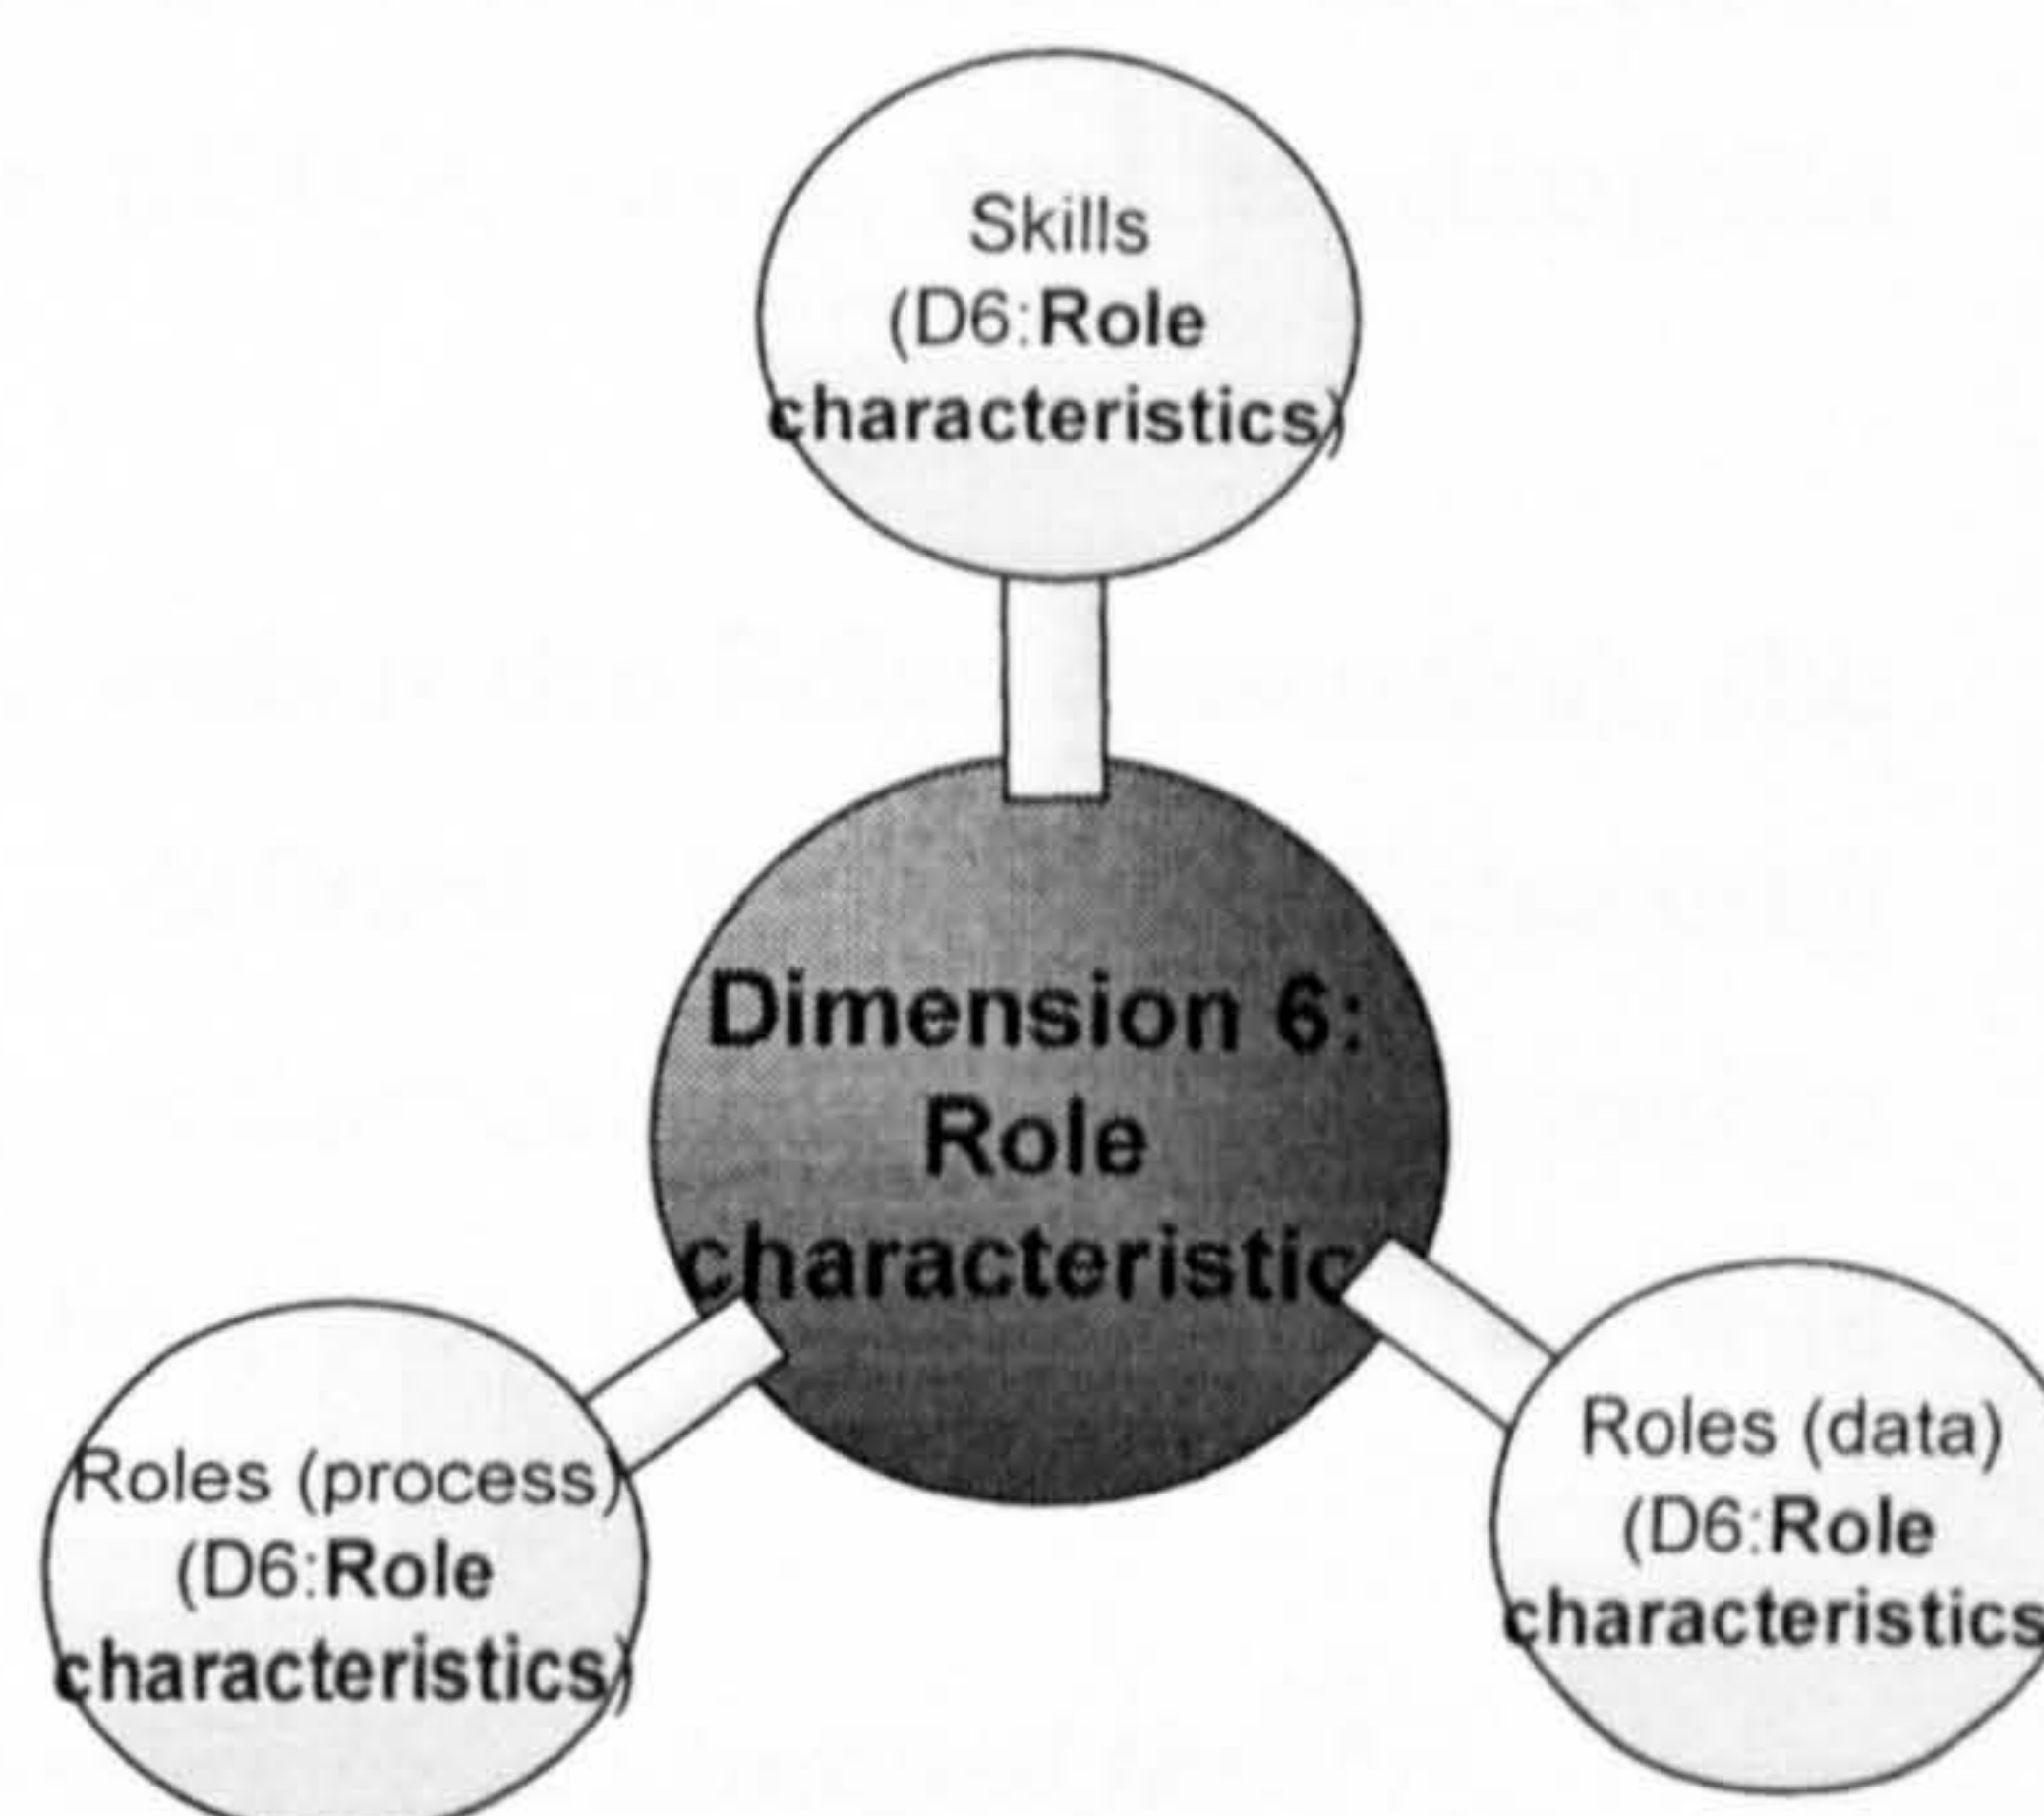 Skills
(D6:Role
characteristics)
Dimension 6:
Role
characteristic
Roles (process)
(D6:Role
characteristics)
Roles (data)
(D6:Role
characteristics